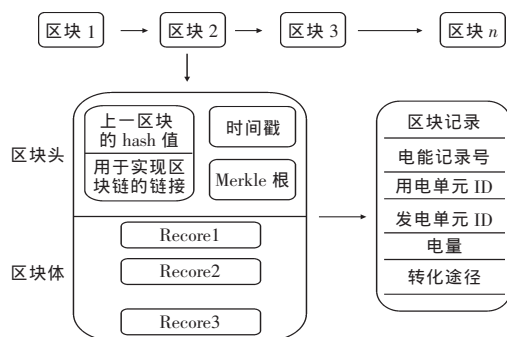 区块 1
区块 2
区块 3
区块 n
区块头
上一区块
的 hash 值
用于实现区
块链的链接
时间戳
Merkle 根
区块体
Recore1
Recore2
Recore3
区块记录
电能记录号
用电单元 ID
发电单元 ID
电量
转化途径